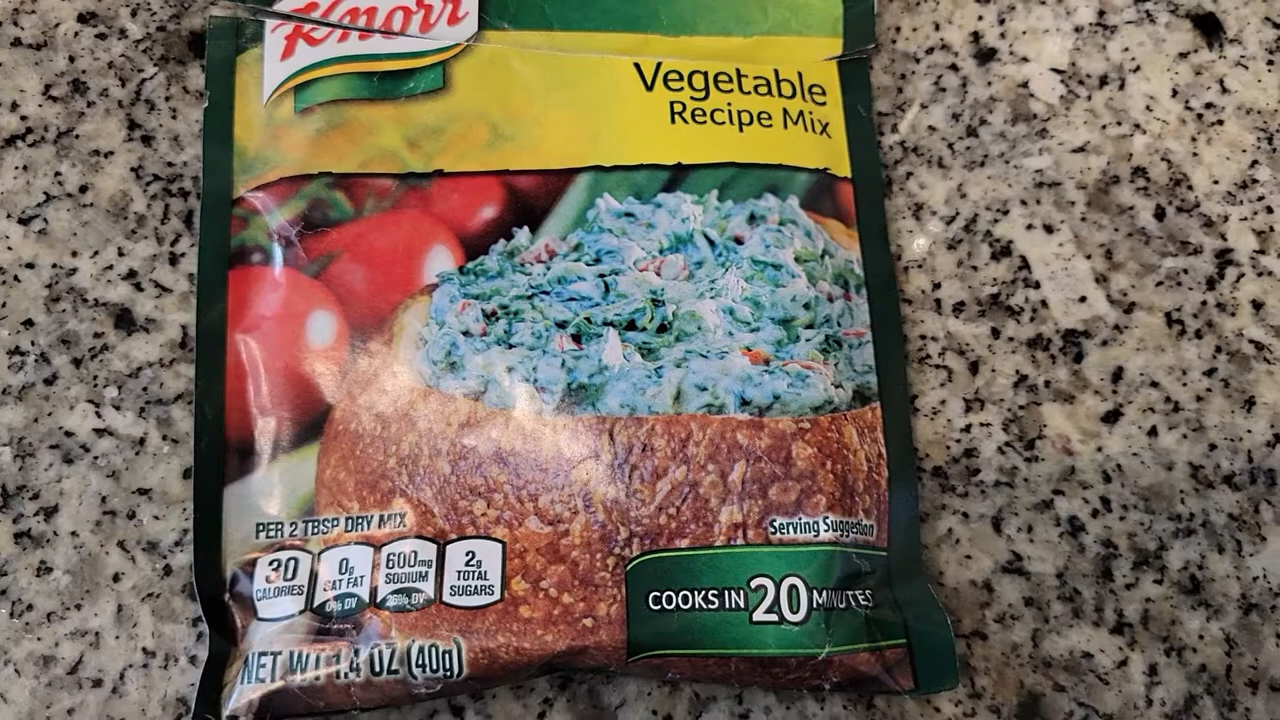 Knorr
Vegetable
Recipe Mix
PER 2 TBSP DRY MIX
30
CALORIES
0g
SAT FAT
0% DV
600mg
SODIUM
26% DV
2g
TOTAL
SUGARS
Serving Suggestion
COOKS IN 20 MINUTES
NET WT 1.4 OZ (40g)